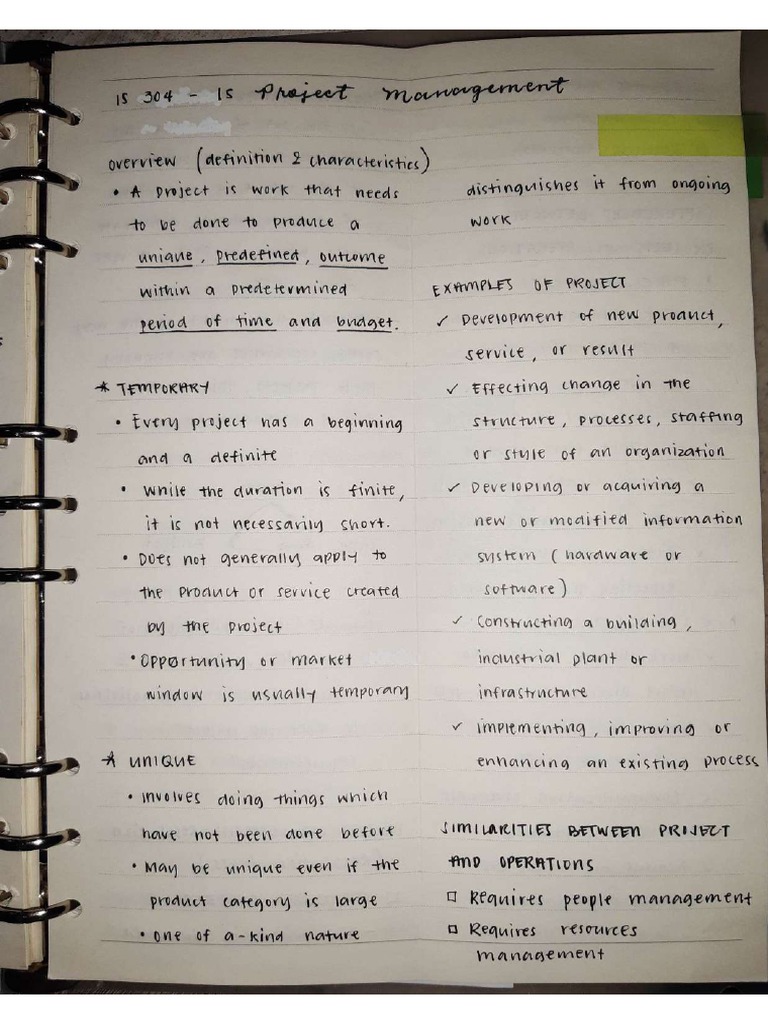 IS 304 - IS Project Management
overview (definition & characteristics)
• A project is work that needs
to be done to produce a
unique, predefined, outcome
within a predetermined
period of time and budget.
* TEMPORARY
• Every project has a beginning
and a definite
• While the duration is finite,
it is not necessarily short.
• Does not generally apply to
the product or service created
by the project
• Opportunity or market
window is usually temporary
* UNIQUE
• involves doing things which
have not been done before
• May be unique even if the
product category is large
• One of a-kind nature
distinguishes it from ongoing
work
EXAMPLES OF PROJECT
✓ Development of new product,
service, or result
✓ Effecting change in the
structure, processes, staffing
or style of an organization
✓ Developing or acquiring a
new or modified information
system (hardware or
software)
✓ Constructing a building,
industrial plant or
infrastructure
✓ implementing, improving or
enhancing an existing process
SIMILARITIES BETWEEN PROJECT
AND OPERATIONS
□ Requires people management
□ Requires resources
management